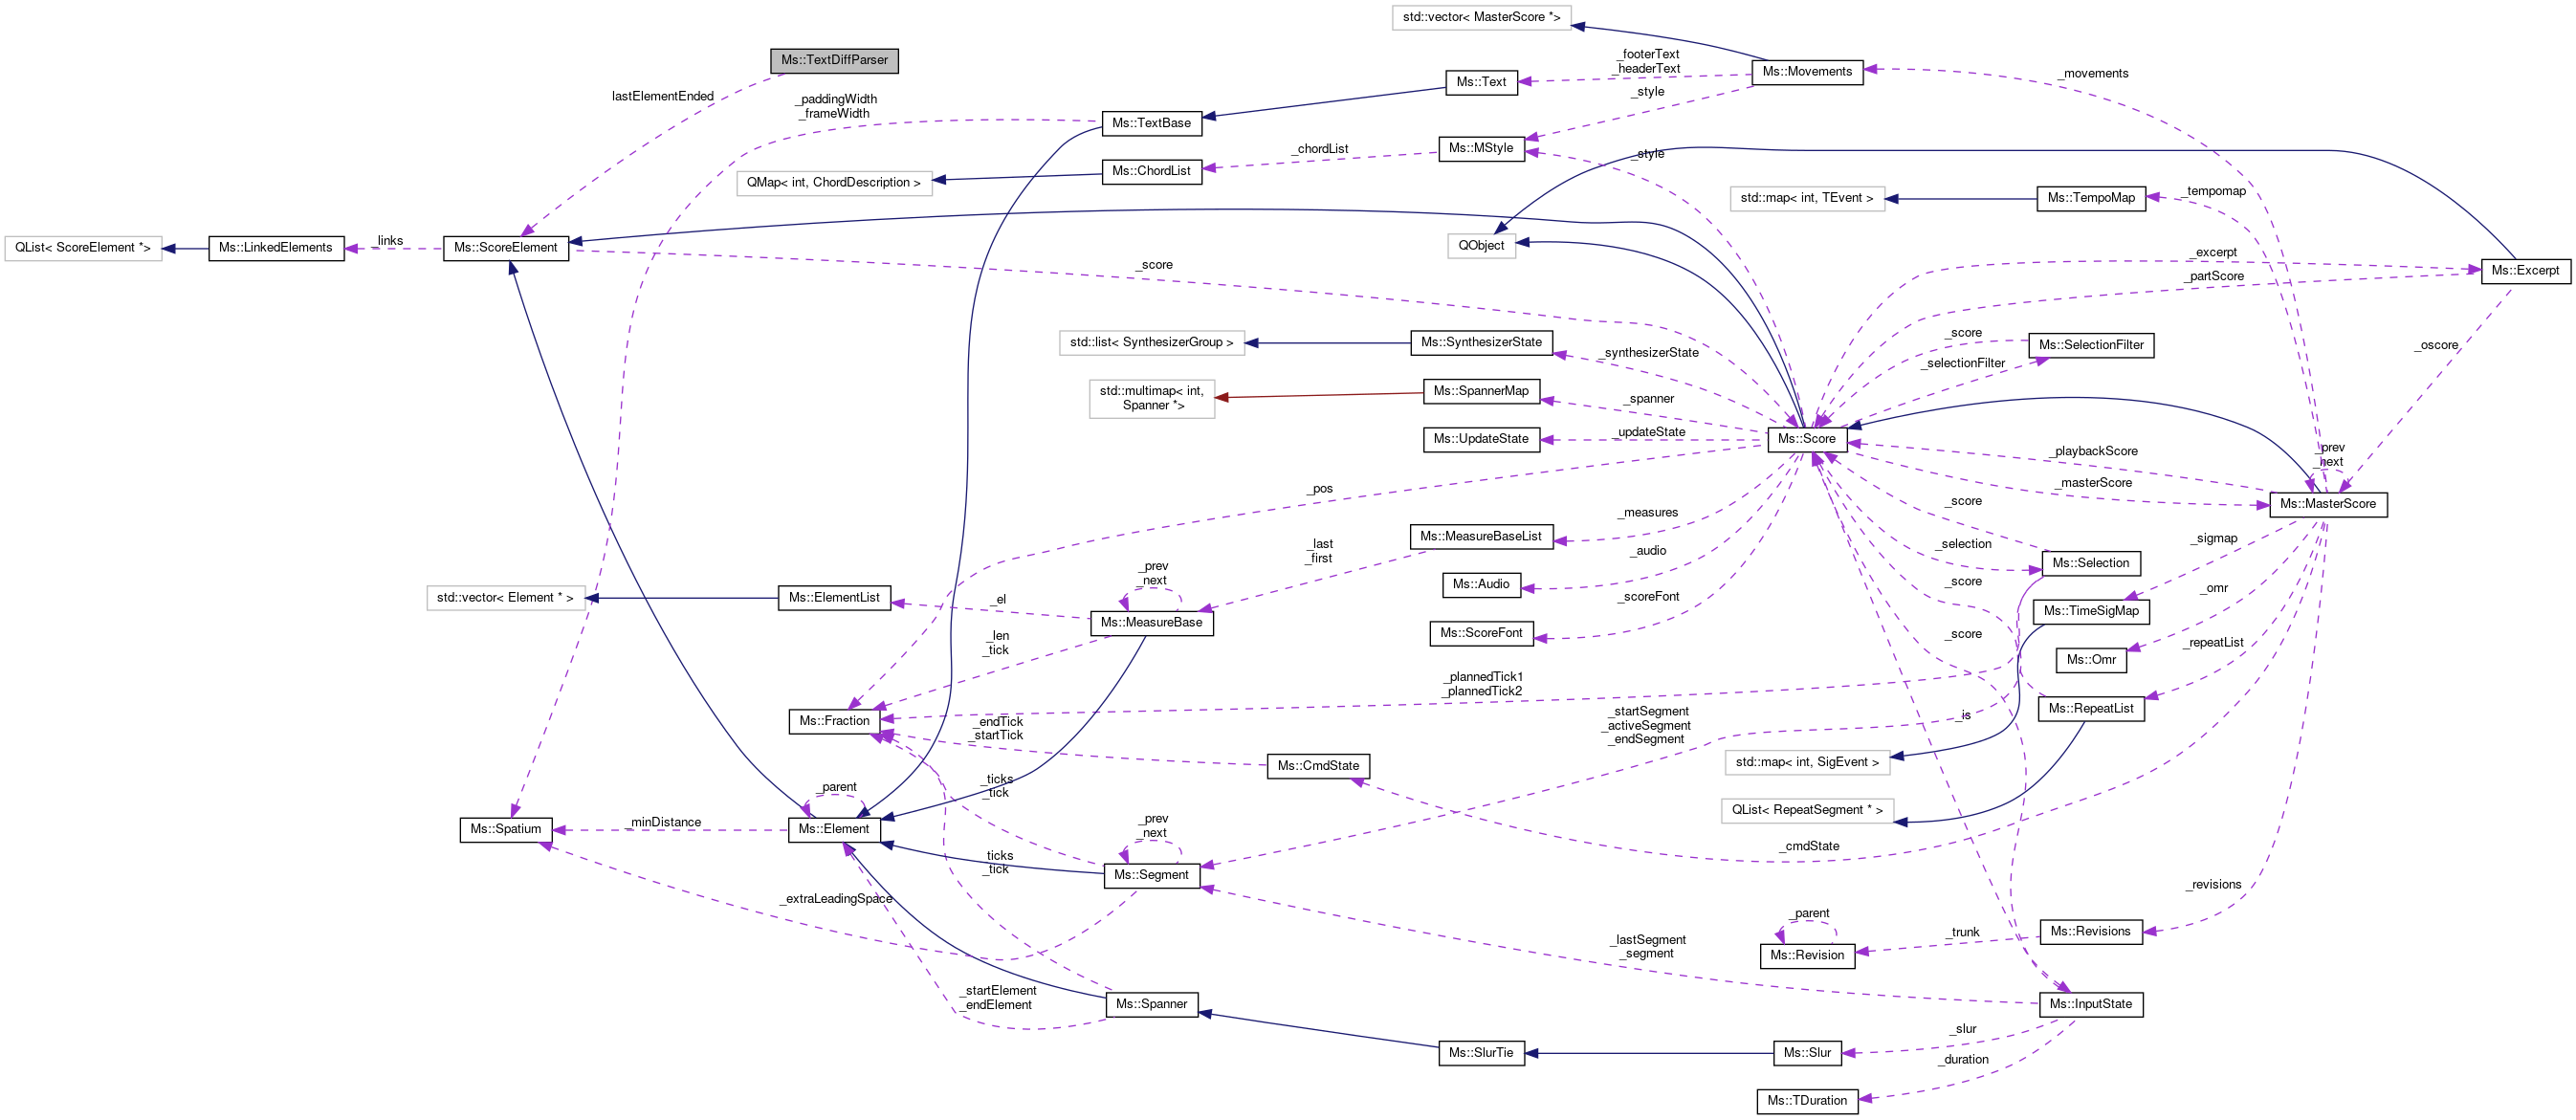 std::vector< MasterScore *>
Ms::TextDiffParser
_footerText
_headerText
Ms::Movements
_movements
Ms::Text
lastElementEnded
_paddingWidth
_frameWidth
_style
Ms::TextBase
Ms::MStyle
_chordList
_style
Ms::ChordList
QMap< int, ChordDescription >
std::map< int, TEvent >
Ms::TempoMap
_tempomap
QList< ScoreElement *>
Ms::LinkedElements
_links
Ms::ScoreElement
QObject
_score
_excerpt
_partScore
Ms::Excerpt
std::list< SynthesizerGroup >
Ms::SynthesizerState
_synthesizerState
_score
Ms::SelectionFilter
_selectionFilter
_oscore
std::multimap< int,
Spanner *>
Ms::SpannerMap
_spanner
Ms::UpdateState
_updateState
Ms::Score
_playbackScore
_prev
_next
_masterScore
Ms::MasterScore
_pos
_measures
_score
Ms::MeasureBaseList
_last
_first
_audio
_selection
_sigmap
Ms::Selection
_prev
_next
Ms::Audio
_score
_omr
std::vector< Element * >
Ms::ElementList
_el
_scoreFont
Ms::MeasureBase
Ms::TimeSigMap
Ms::ScoreFont
_len
_tick
_score
_repeatList
Ms::Omr
_plannedTick1
_plannedTick2
Ms::Fraction
_endTick
_startTick
_startSegment
_activeSegment
_endSegment
_is
Ms::RepeatList
Ms::CmdState
std::map< int, SigEvent >
_ticks
_tick
_parent
QList< RepeatSegment * >
Ms::Spatium
_minDistance
Ms::Element
_prev
_next
_cmdState
_ticks
_tick
Ms::Segment
_extraLeadingSpace
_revisions
_parent
_trunk
Ms::Revisions
_lastSegment
_segment
Ms::Revision
_startElement
_endElement
Ms::Spanner
Ms::InputState
_slur
Ms::SlurTie
Ms::Slur
_duration
Ms::TDuration